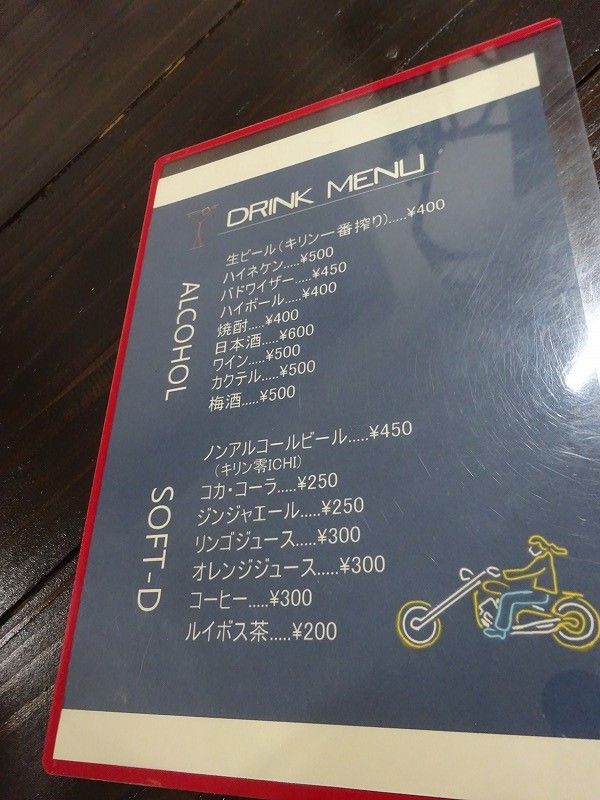 DRINK MENU
ALCOHOL
生ビール(キリン一番搾り).....¥400
ハイネケン.....¥500
バドワイザー.....¥450
ハイボール.....¥400
焼酎.....¥400
日本酒.....¥600
ワイン.....¥500
カクテル.....¥500
梅酒.....¥500
SOFT-D
ノンアルコールビール.....¥450
(キリン零ICHI)
コカ・コーラ.....¥250
ジンジャエール.....¥250
リンゴジュース.....¥300
オレンジジュース.....¥300
コーヒー.....¥300
ルイボス茶.....¥200